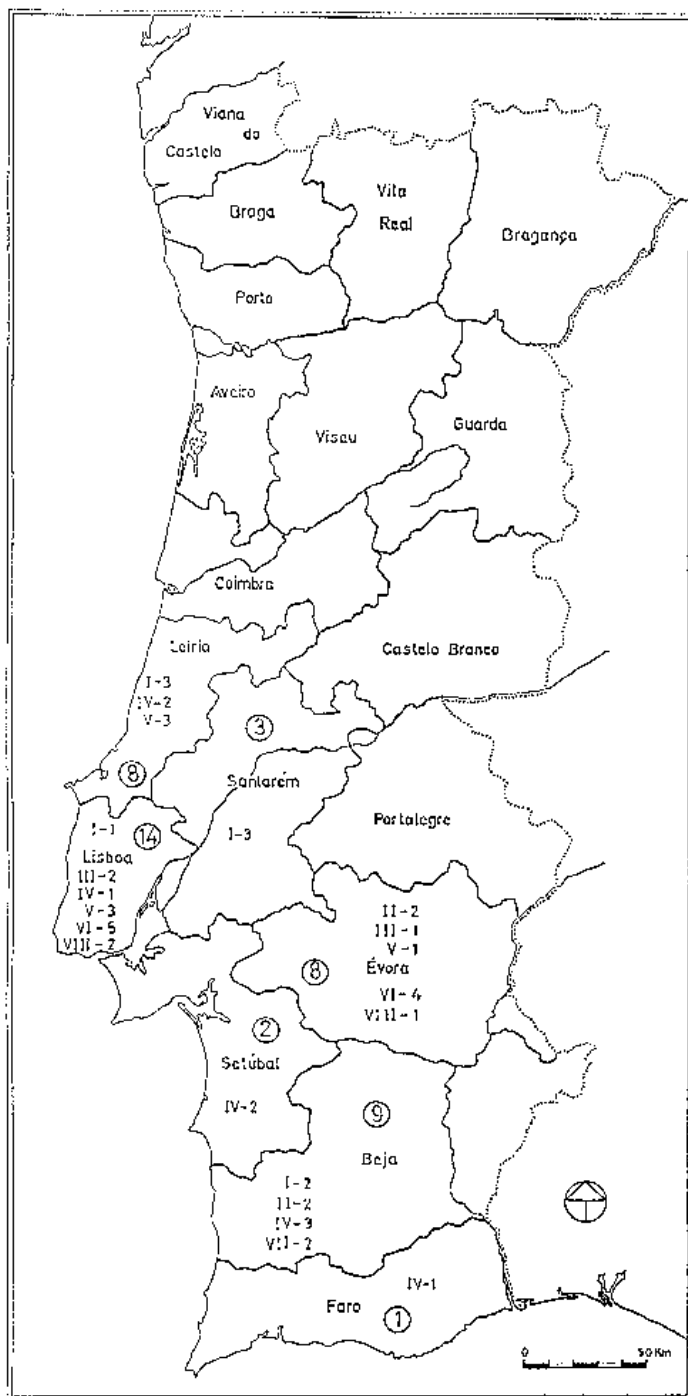 Viana
do
Castelo
Braga
Vila
Real
Bragança
Porto
Aveiro
Viseu
Guarda
Coimbra
Leiria
I-3
IV-2
V-3
8
Castelo Branco
3
Santarém
I-3
Portalegre
I-1
14
Lisboa
III-2
IV-1
V-3
VI-5
VIII-2
II-2
III-1
V-1
8
Évora
VI-4
VIII-1
2
Setúbal
IV-2
9
Beja
I-2
II-2
IV-3
VII-2
IV-1
Faro
1
0
50 Km